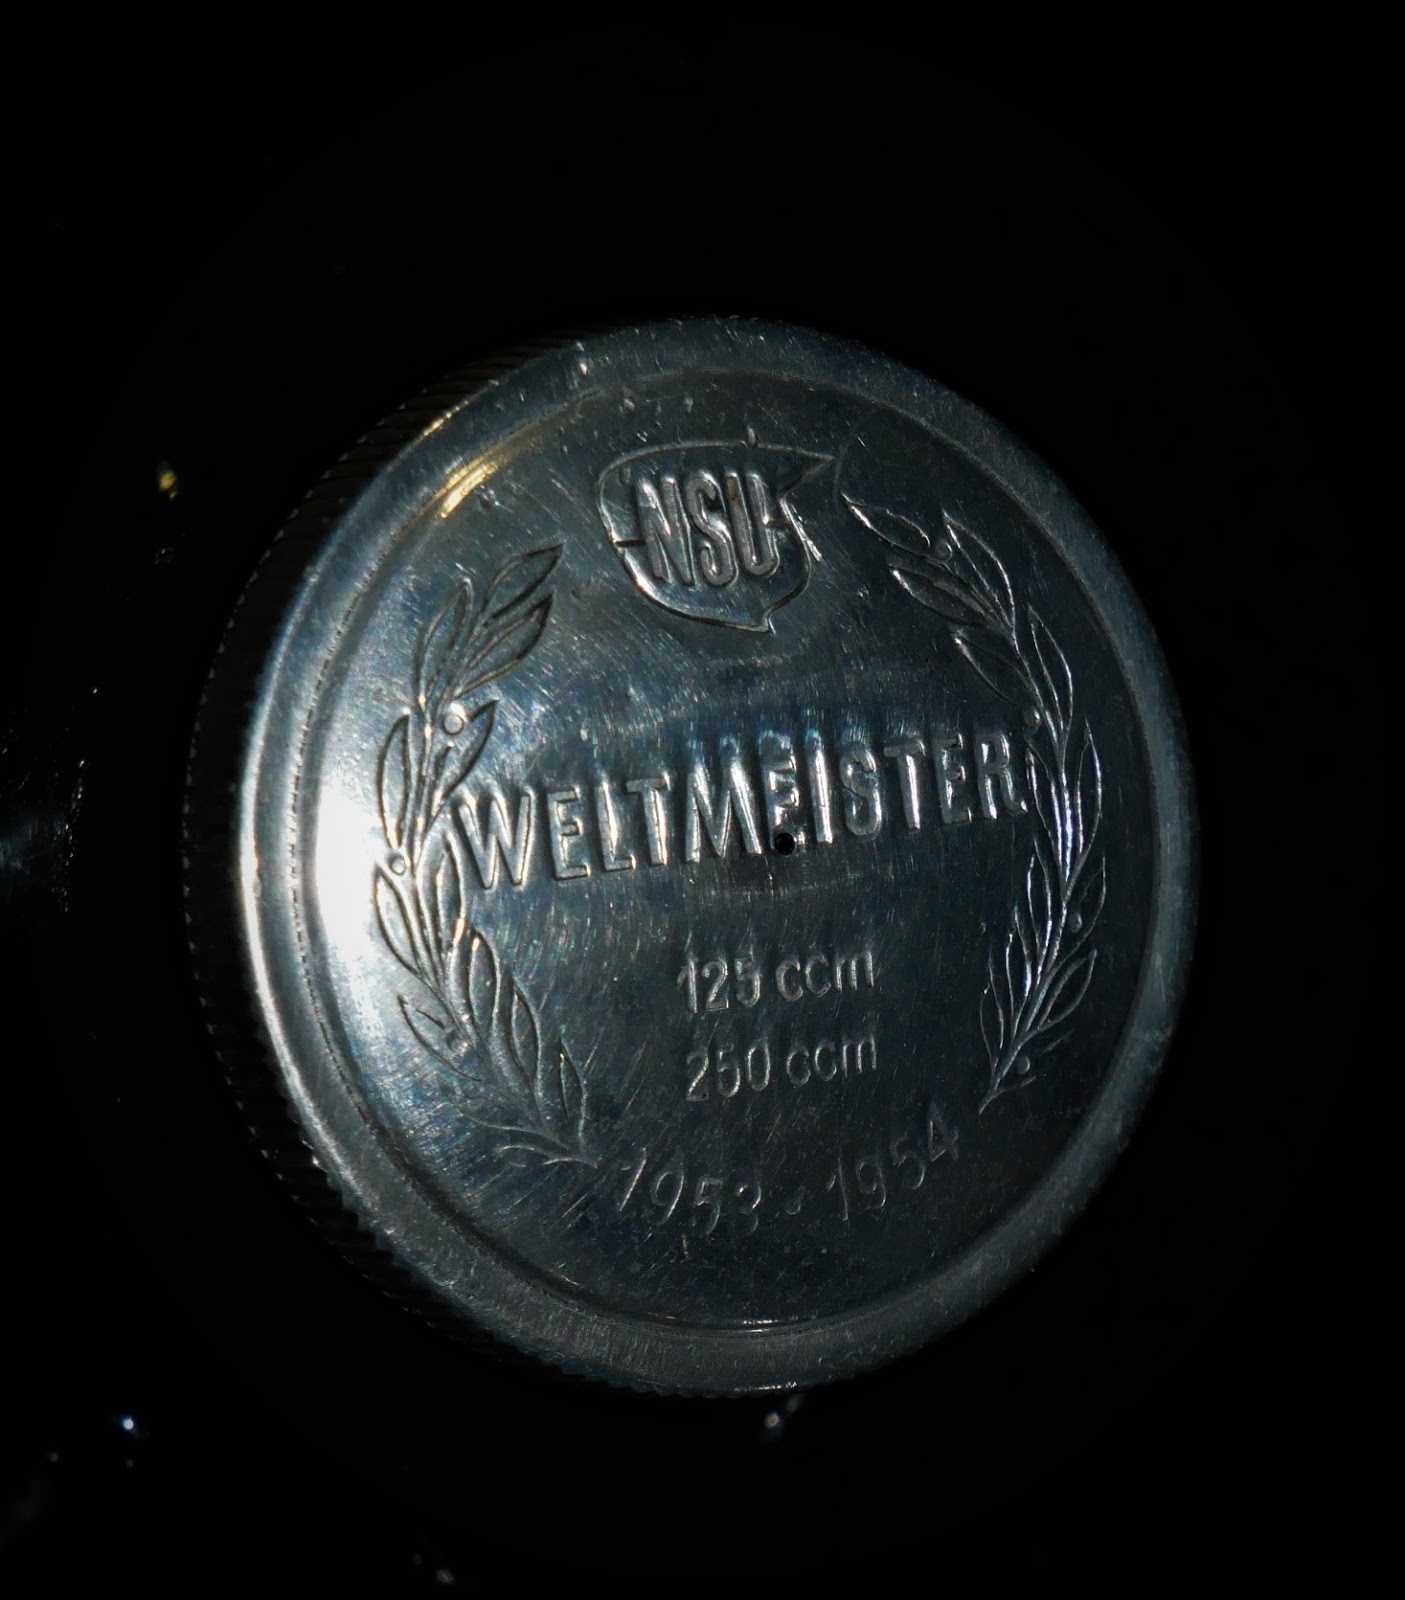 NSU
WELTMEISTER
125 ccm
250 ccm
1953 · 1954